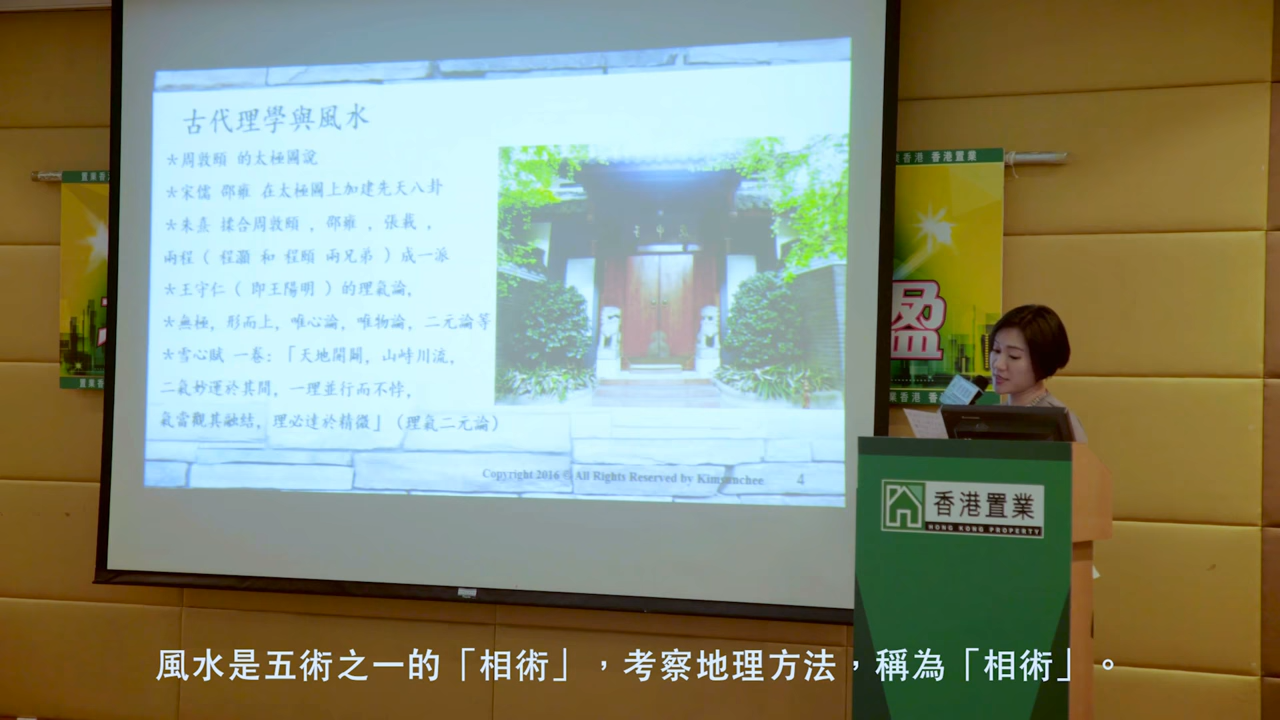 古代理學與風水
*周敦頤 的太極圖說
*宋儒 邵雍 在太極圖上加建先天八卦
*朱熹 揉合周敦頤 , 邵雍 , 張載 ,
兩程 ( 程灝 和 程頤 兩兄弟 ) 成一派
*王守仁 ( 即王陽明 ) 的理氣論,
*無極, 形而上, 唯心論, 唯物論, 二元論等
*雪心賦 一卷:「天地開闢, 山峙川流,
二氣妙運於其間, 一理並行而不悖,
氣當觀其融結, 理必達於精微」(理氣二元論)
Copyright 2016 © All Rights Reserved by Kimsunchee
4
香港置業
盈
香港置業
HONG KONG PROPERTY
風水是五術之一的「相術」，考察地理方法，稱為「相術」。